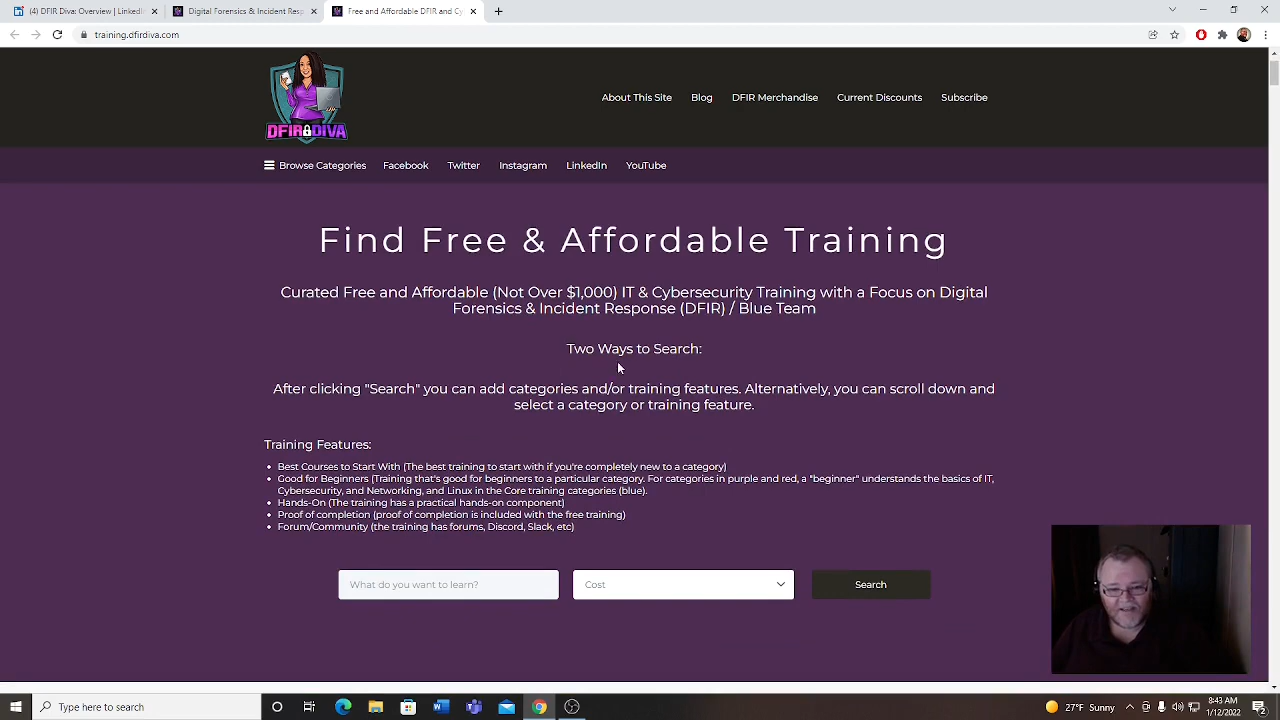 (4) DFIR Diva: Overview | LinkedIn
Digital Forensics & Incident Resp
Free and Affordable DFIR and Cy
training.dfirdiva.com
DFIR DIVA
About This Site
Blog
DFIR Merchandise
Current Discounts
Subscribe
Browse Categories
Facebook
Twitter
Instagram
LinkedIn
YouTube
Find Free & Affordable Training
Curated Free and Affordable (Not Over $1,000) IT & Cybersecurity Training with a Focus on Digital
Forensics & Incident Response (DFIR) / Blue Team
Two Ways to Search:
After clicking "Search" you can add categories and/or training features. Alternatively, you can scroll down and
select a category or training feature.
Training Features:
• Best Courses to Start With (The best training to start with if you're completely new to a category)
• Good for Beginners (Training that's good for beginners to a particular category. For categories in purple and red, a "beginner" understands the basics of IT,
Cybersecurity, and Networking, and Linux in the Core training categories (blue).
• Hands-On (The training has a practical hands-on component)
• Proof of completion (proof of completion is included with the free training)
• Forum/Community (the training has forums, Discord, Slack, etc)
What do you want to learn?
Cost
Search
Type here to search
27°F Sunny
8:43 AM
1/12/2022